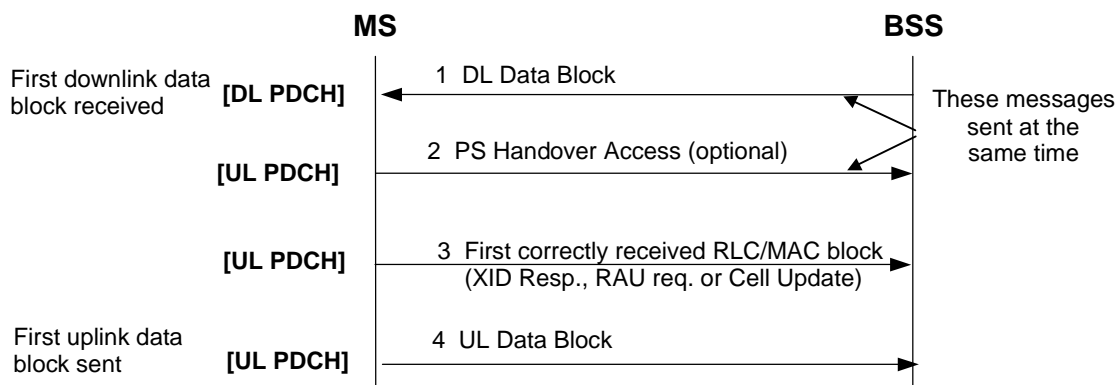 MS
BSS
First downlink data
block received
[DL PDCH]
1 DL Data Block
These messages
sent at the
same time
2 PS Handover Access (optional)
[UL PDCH]
3 First correctly received RLC/MAC block
(XID Resp., RAU req. or Cell Update)
[UL PDCH]
First uplink data
block sent
4 UL Data Block
[UL PDCH]